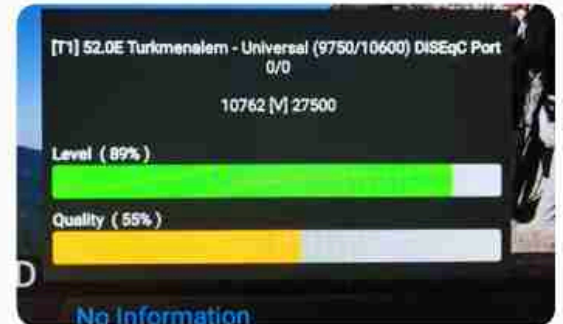 [T1] 52.0E Turkmenalem - Universal (9750/10600) DISEqC Port
0/0
10762 [V] 27500
Level ( 89% )
Quality ( 55% )
D
No Information